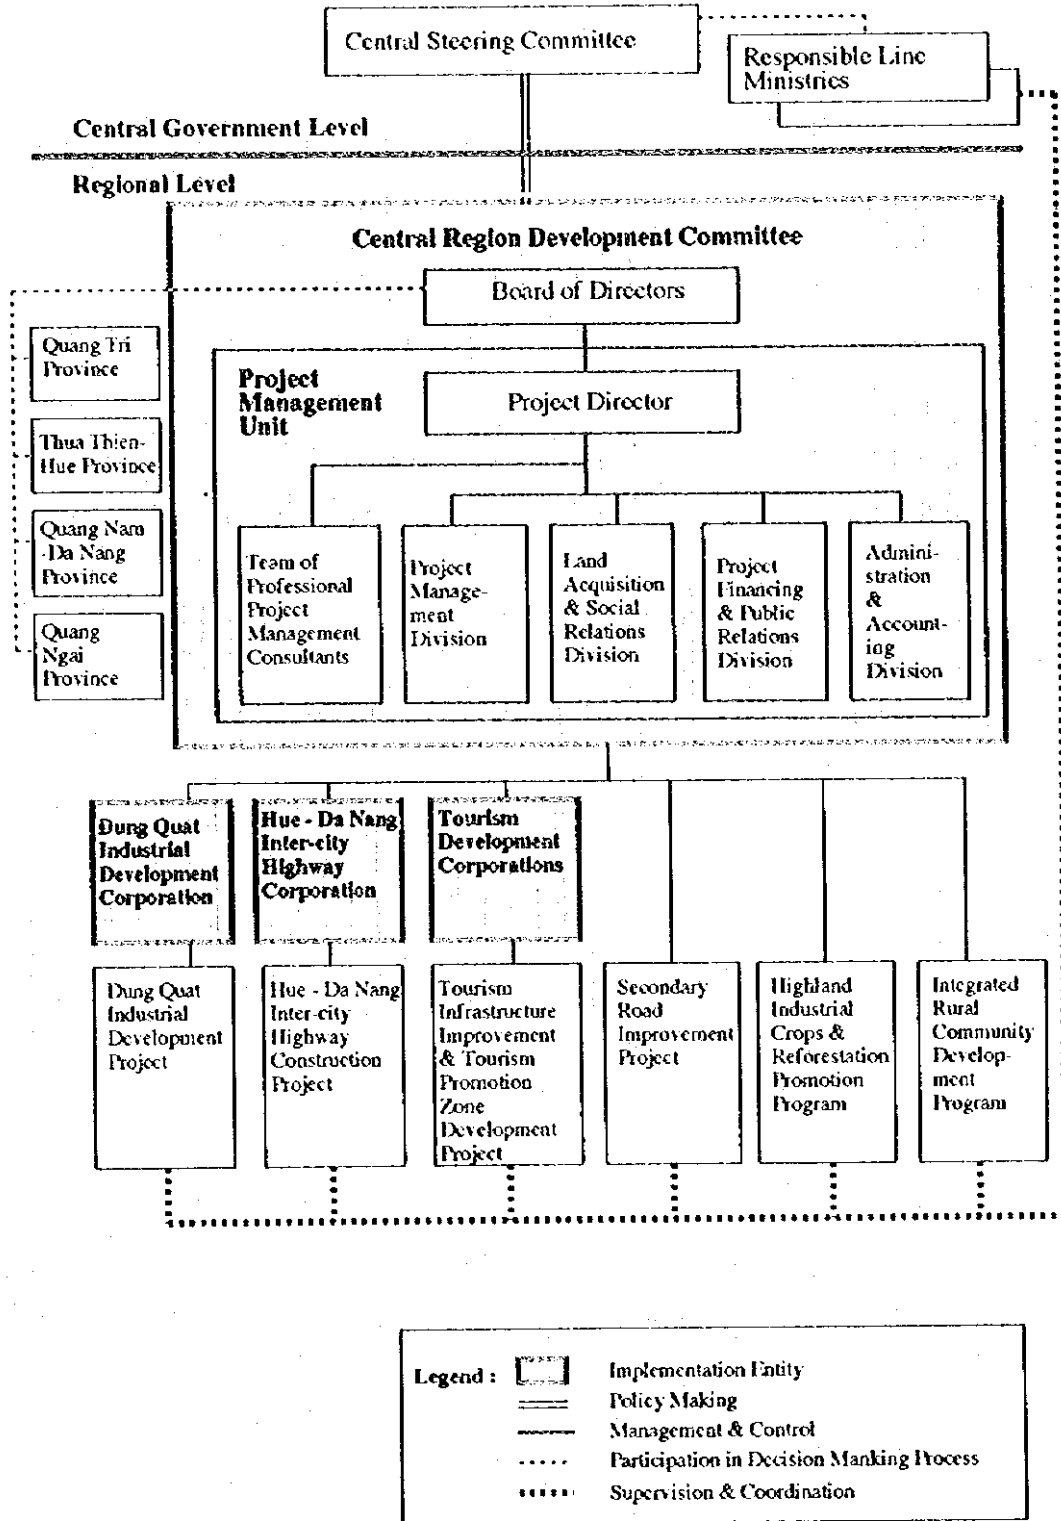 Central Steering Committee
Responsible Line
Ministries
Central Government Level
Regional Level
Central Region Development Committee
Board of Directors
Quang Tri
Province
Thua Thien-
Hue Province
Quang Nam
-Da Nang
Province
Quang
Ngai
Province
Project
Management
Unit
Project Director
Team of
Professional
Project
Management
Consultants
Project
Manage-
ment
Division
Land
Acquisition
& Social
Relations
Division
Project
Financing
& Public
Relations
Division
Admini-
stration
&
Account-
ing
Division
Dung Quat
Industrial
Development
Corporation
Hue - Da Nang
Inter-city
Highway
Corporation
Tourism
Development
Corporations
Dung Quat
Industrial
Development
Project
Hue - Da Nang
Inter-city
Highway
Construction
Project
Tourism
Infrastructure
Improvement
& Tourism
Promotion
Zone
Development
Project
Secondary
Road
Improvement
Project
Highland
Industrial
Crops &
Reforestation
Promotion
Program
Integrated
Rural
Community
Develop-
ment
Program
Legend :
Implementation Entity
Policy Making
Management & Control
Participation in Decision Manking Process
Supervision & Coordination